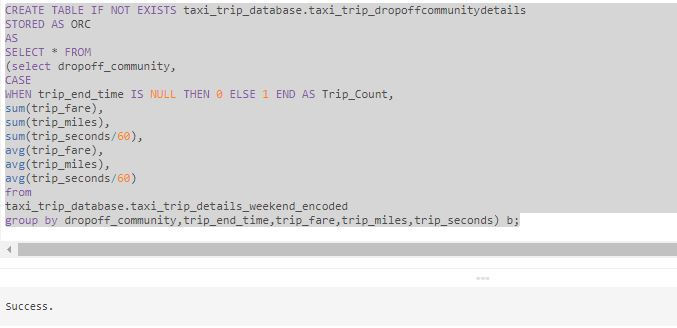 CREATE TABLE IF NOT EXISTS taxi_trip_database.taxi_trip_dropoffcommunitydetails
STORED AS ORC
AS
SELECT * FROM
(select dropoff_community,
CASE
WHEN trip_end_time IS NULL THEN 0 ELSE 1 END AS Trip_Count,
sum(trip_fare),
sum(trip_miles),
sum(trip_seconds/60),
avg(trip_fare),
avg(trip_miles),
avg(trip_seconds/60)
from
taxi_trip_database.taxi_trip_details_weekend_encoded
group by dropoff_community,trip_end_time,trip_fare,trip_miles,trip_seconds) b;
Success.